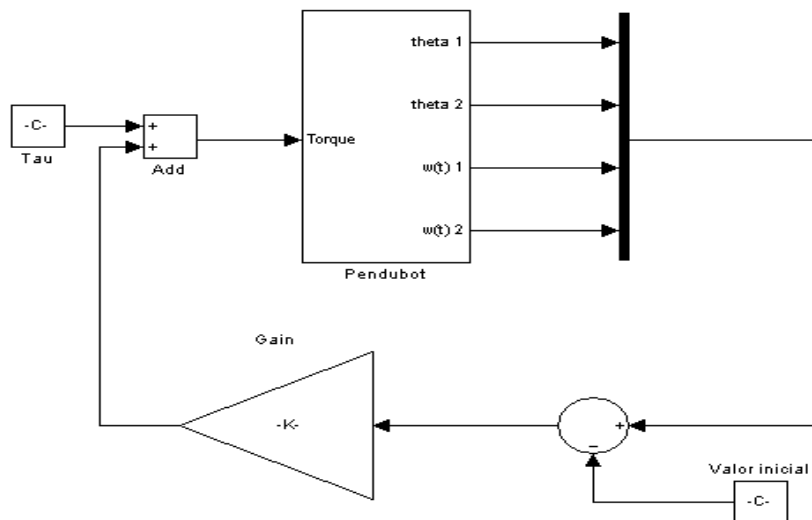 theta 1
theta 2
w(t) 1
w(t) 2
Torque
Pendubot
-C-
Tau
+
+
Add
Gain
-K-
+
−
Valor inicial
-C-